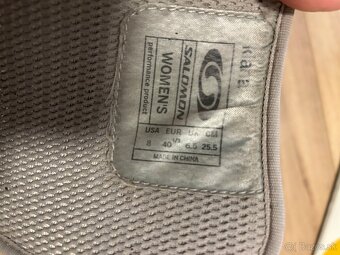 SALOMON
WOMEN'S
performance product
USA EUR UK CM
8 40 6.5 25.5
MADE IN CHINA